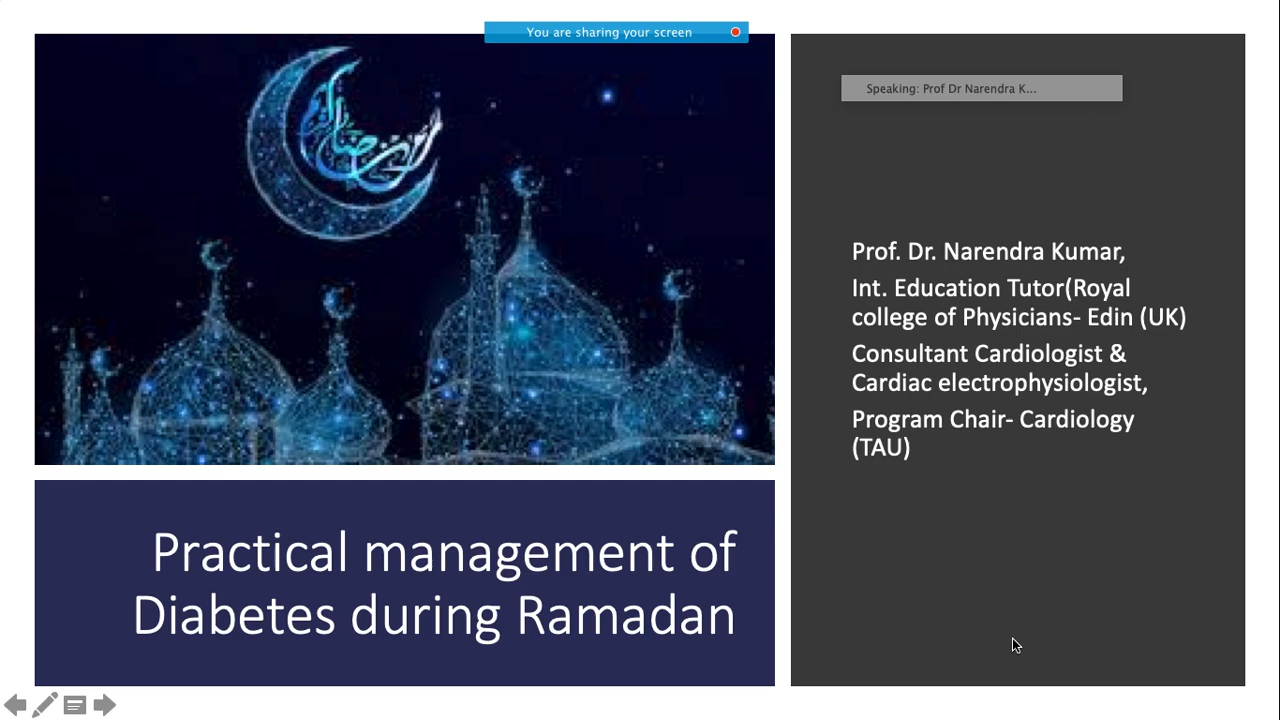 You are sharing your screen
Speaking: Prof Dr Narendra K...
رمضان
Prof. Dr. Narendra Kumar,
Int. Education Tutor(Royal
college of Physicians- Edin (UK)
Consultant Cardiologist &
Cardiac electrophysiologist,
Program Chair- Cardiology
(TAU)
Practical management of
Diabetes during Ramadan